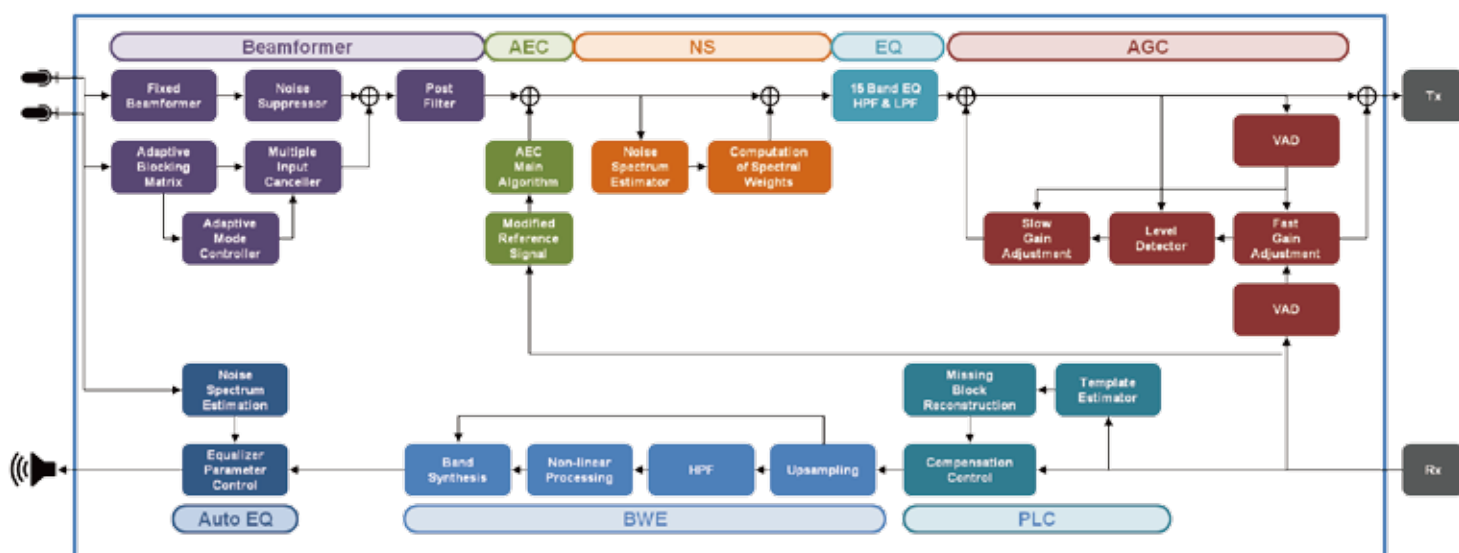 Beamformer
AEC
NS
EQ
AGC
Fixed
Beamformer
Noise
Suppressor
Post
Filter
15 Band EQ
HPF & LPF
Tx
Adaptive
Blocking
Matrix
Multiple
Input
Canceller
AEC
Main
Algorithm
Noise
Spectrum
Estimator
Computation
of Spectral
Weights
VAD
Adaptive
Mode
Controller
Modified
Reference
Signal
Slow
Gain
Adjustment
Level
Detector
Fast
Gain
Adjustment
VAD
Noise
Spectrum
Estimation
Missing
Block
Reconstruction
Template
Estimator
Equalizer
Parameter
Control
Band
Synthesis
Non-linear
Processing
HPF
Upsampling
Compensation
Control
Rx
Auto EQ
BWE
PLC